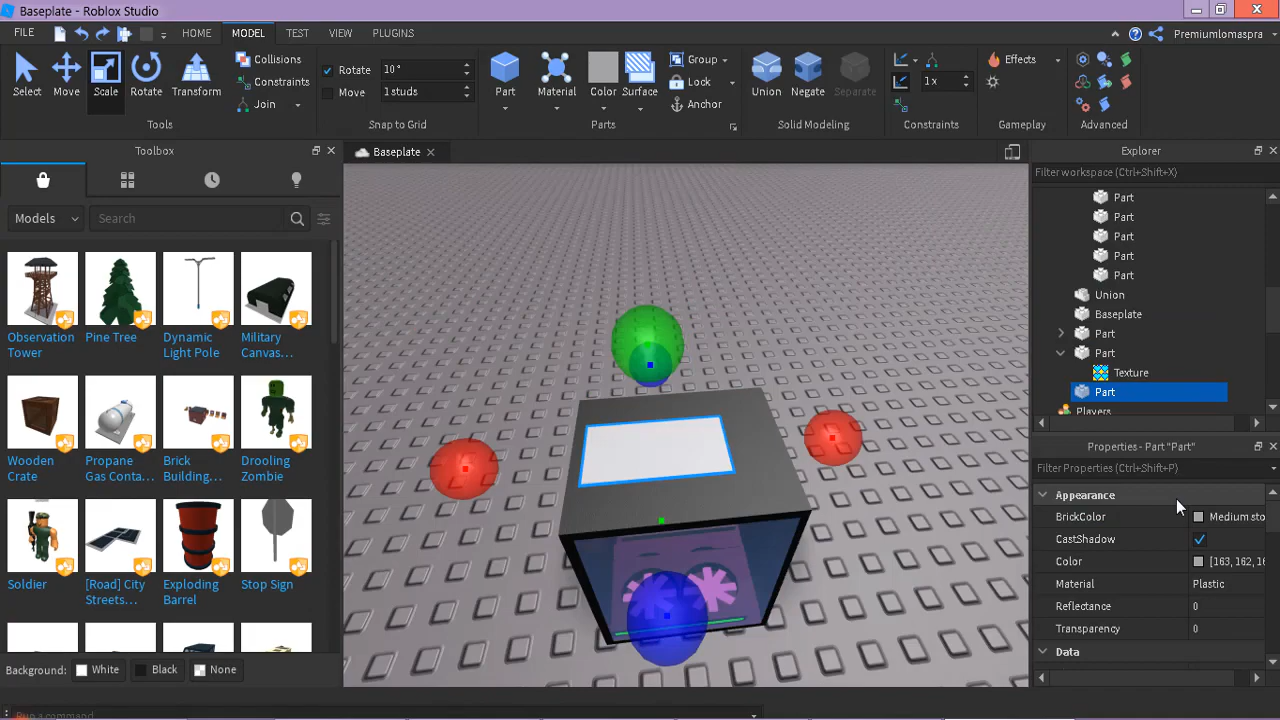 Baseplate - Roblox Studio
FILE HOME MODEL TEST VIEW PLUGINS Premiumlomaspra
Select Move Scale Rotate Transform
Collisions
Constraints
Join
Tools
Rotate 10°
Move 1 studs
Snap to Grid
Part Material Color Surface
Group
Lock
Anchor
Parts
Union Negate Separate
Solid Modeling
1 x
Constraints
Effects
Gameplay
Advanced
Toolbox
Models Search
Observation Tower
Pine Tree
Dynamic Light Pole
Military Canvas...
Wooden Crate
Propane Gas Conta...
Brick Building...
Drooling Zombie
Soldier
[Road] City Streets...
Exploding Barrel
Stop Sign
Background: White Black None
Run a command
Baseplate
Explorer
Filter workspace (Ctrl+Shift+X)
Part
Part
Part
Part
Part
Union
Baseplate
Part
Part
Texture
Part
Players
Properties - Part "Part"
Filter Properties (Ctrl+Shift+P)
Appearance
BrickColor Medium sto
CastShadow
Color [163, 162, 16
Material Plastic
Reflectance 0
Transparency 0
Data